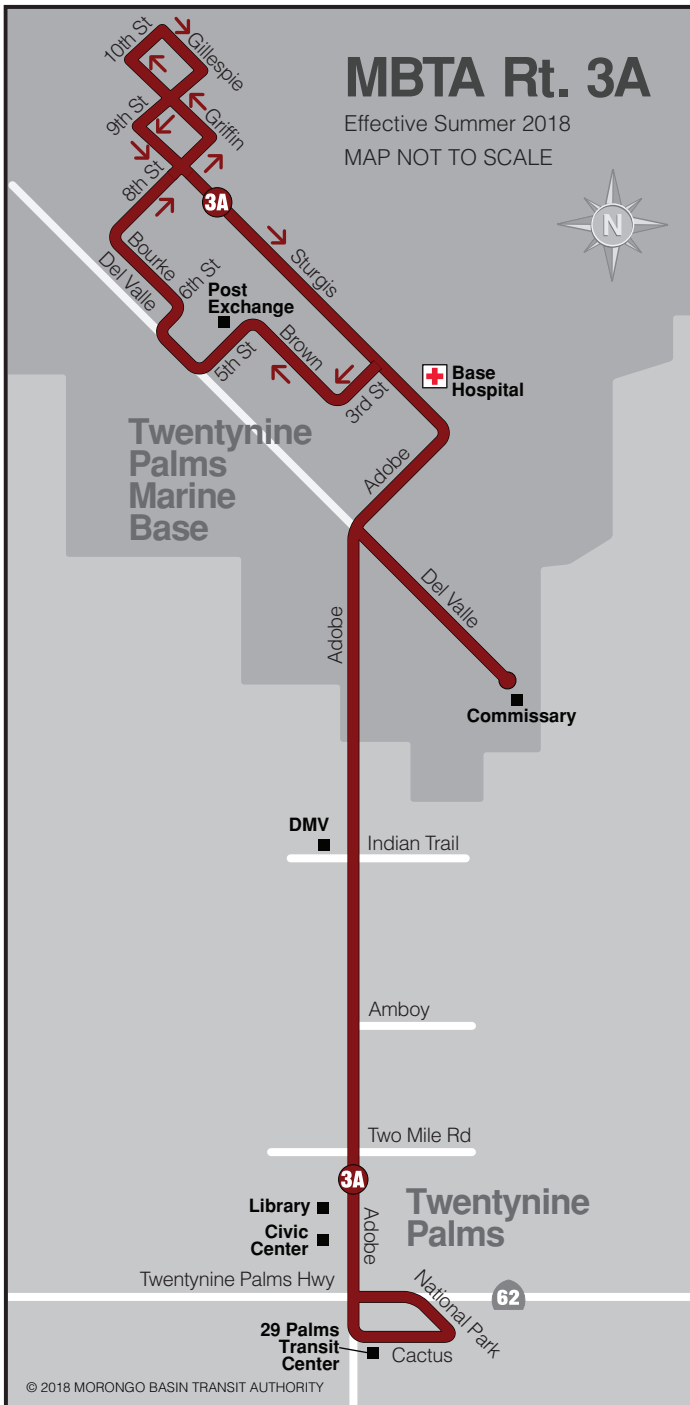 MBTA Rt. 3A
Effective Summer 2018
MAP NOT TO SCALE
N
10th St
Gillespie
9th St
Griffin
8th St
3A
Sturgis
Bourke
Del Valle
6th St
Post
Exchange
Brown
5th St
3rd St
Base
Hospital
Twentynine
Palms
Marine
Base
Adobe
Del Valle
Adobe
Commissary
DMV
Indian Trail
Amboy
Two Mile Rd
3A
Library
Civic
Center
Adobe
Twentynine
Palms
Twentynine Palms Hwy
National Park
62
29 Palms
Transit
Center
Cactus
© 2018 MORONGO BASIN TRANSIT AUTHORITY